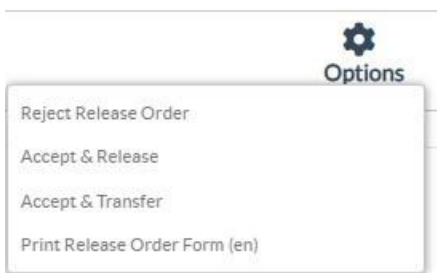 Options
Reject Release Order
Accept & Release
Accept & Transfer
Print Release Order Form (en)